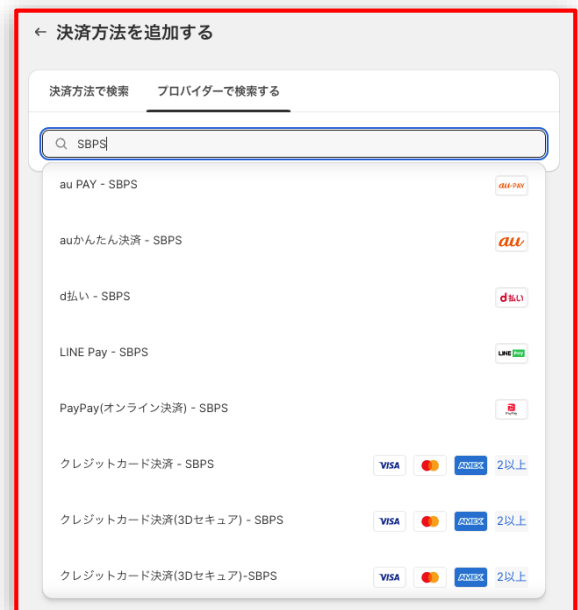 ← 決済方法を追加する
決済方法で検索 プロバイダーで検索する
SBPS
au PAY - SBPS au PAY
auかんたん決済 - SBPS au
d払い - SBPS d払い
LINE Pay - SBPS LINE Pay
PayPay(オンライン決済) - SBPS PayPay
クレジットカード決済 - SBPS VISA AMEX 2以上
クレジットカード決済(3Dセキュア) - SBPS VISA AMEX 2以上
クレジットカード決済(3Dセキュア)-SBPS VISA AMEX 2以上